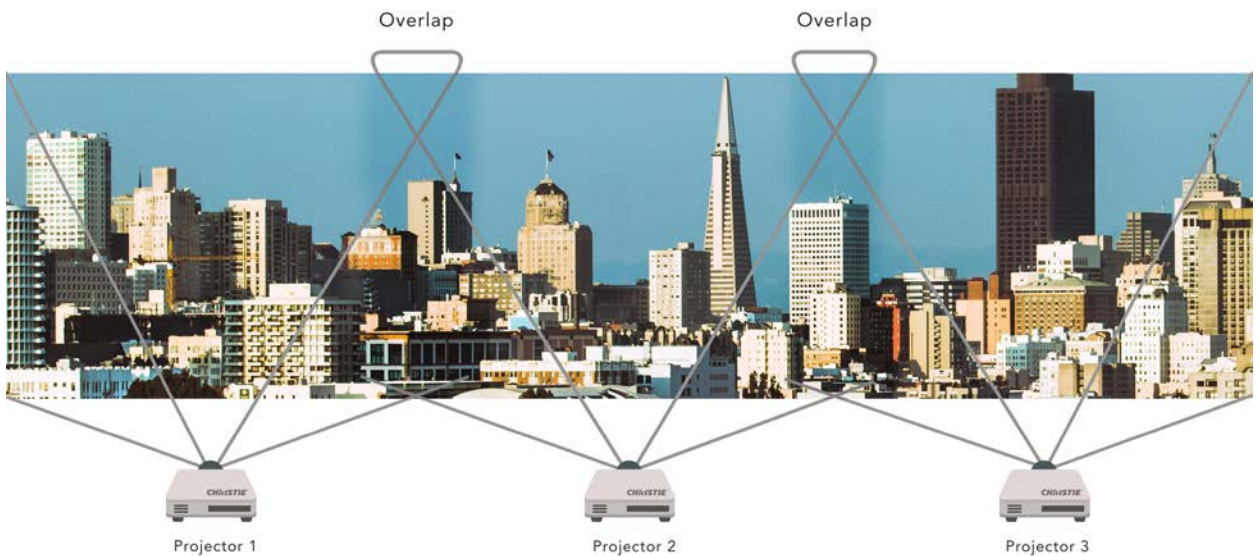 Overlap
Overlap
CHRISTIE
CHRISTIE
CHRISTIE
Projector 1
Projector 2
Projector 3